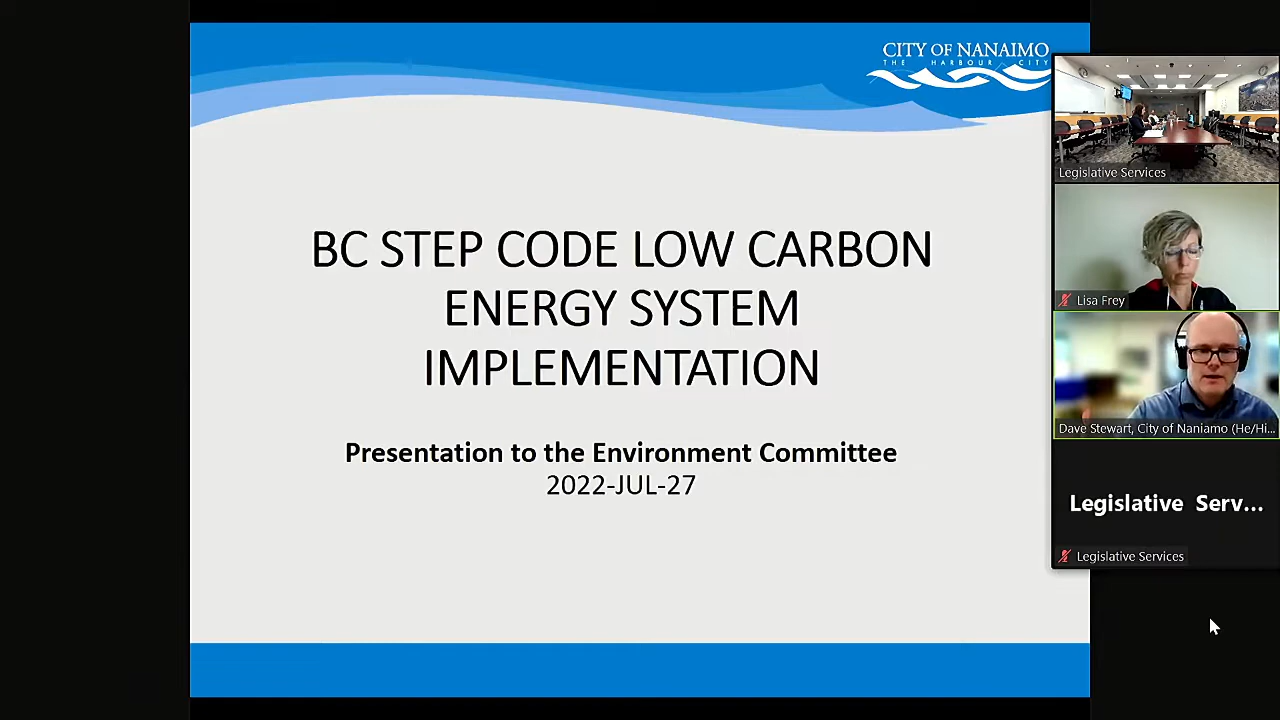 CITY OF NANAIMO
THE HARBOUR CITY
BC STEP CODE LOW CARBON
ENERGY SYSTEM
IMPLEMENTATION
Presentation to the Environment Committee
2022-JUL-27
Legislative Services
Lisa Frey
Dave Stewart, City of Naniamo (He/Hi...
Legislative Serv...
Legislative Services